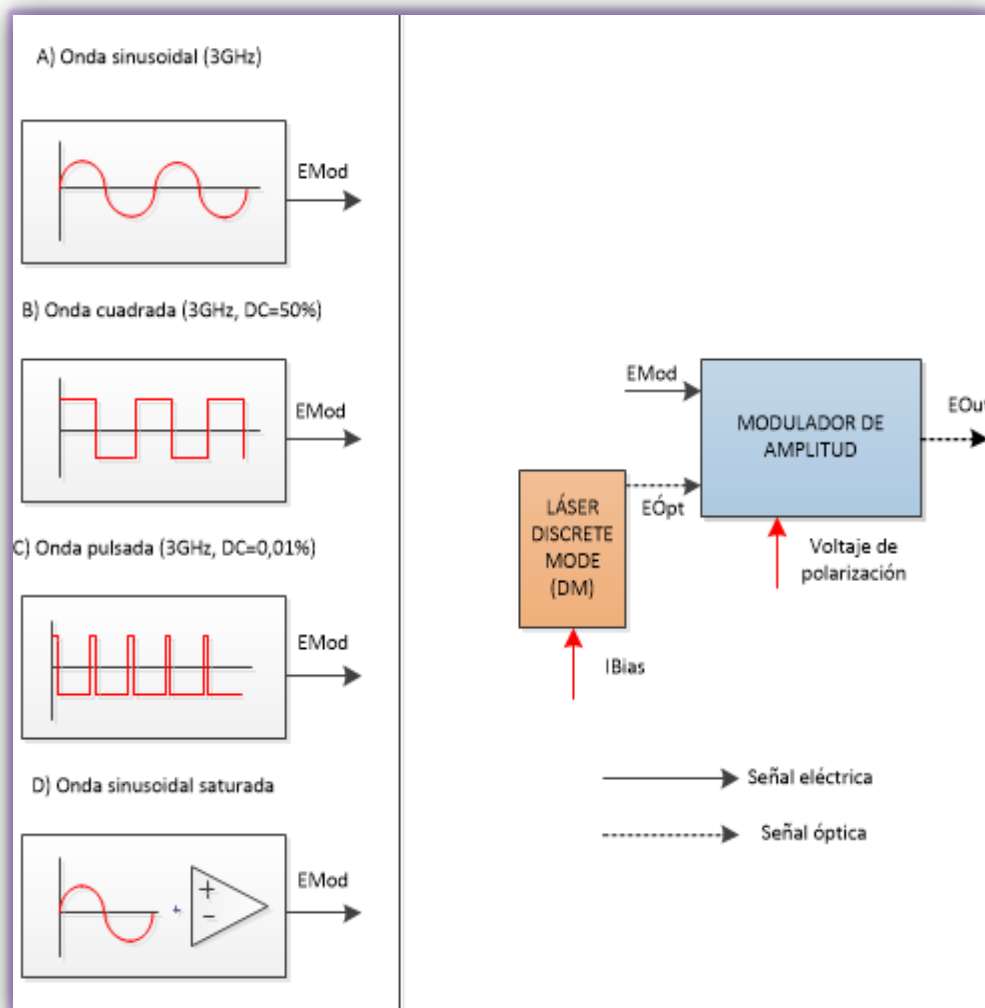 A) Onda sinusoidal (3GHz)
EMod
B) Onda cuadrada (3GHz, DC=50%)
EMod
C) Onda pulsada (3GHz, DC=0,01%)
EMod
D) Onda sinusoidal saturada
+
-
EMod
EMod
MODULADOR DE
AMPLITUD
EOut
EÓpt
LÁSER
DISCRETE
MODE
(DM)
Voltaje de
polarización
IBias
Señal eléctrica
Señal óptica